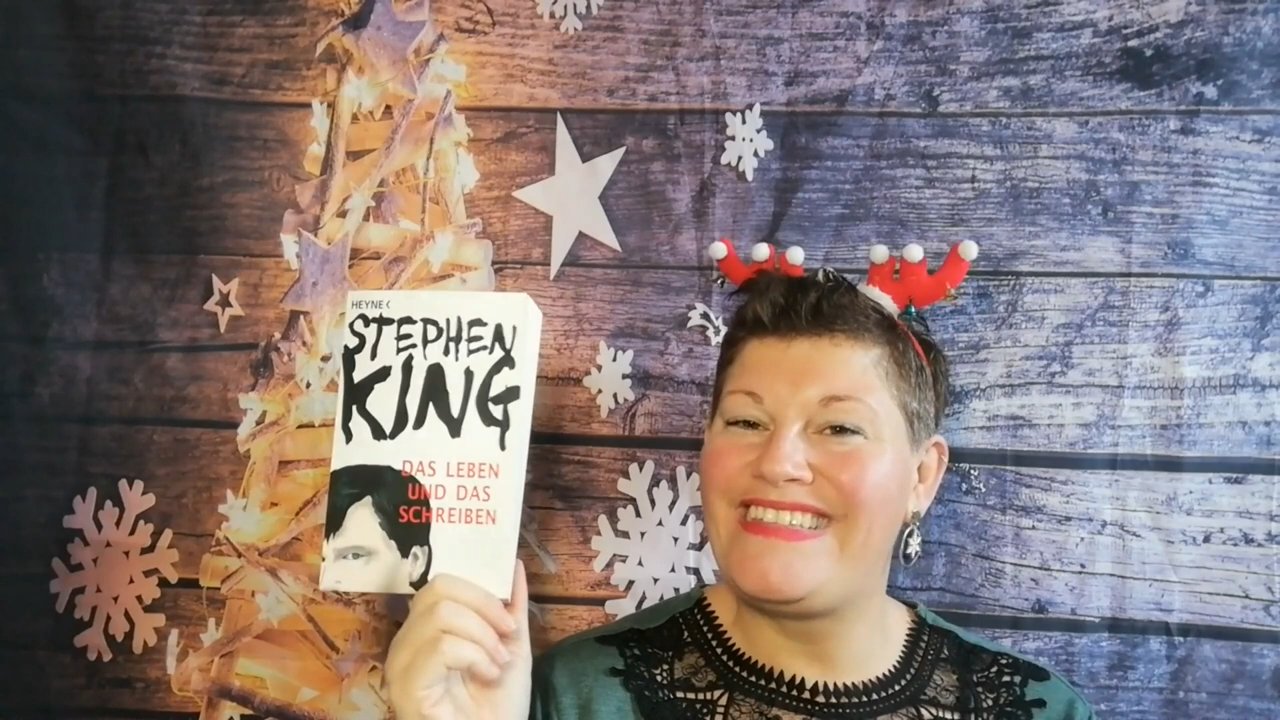 HEYNE<
STEPHEN
KING
DAS LEBEN
UND DAS
SCHREIBEN